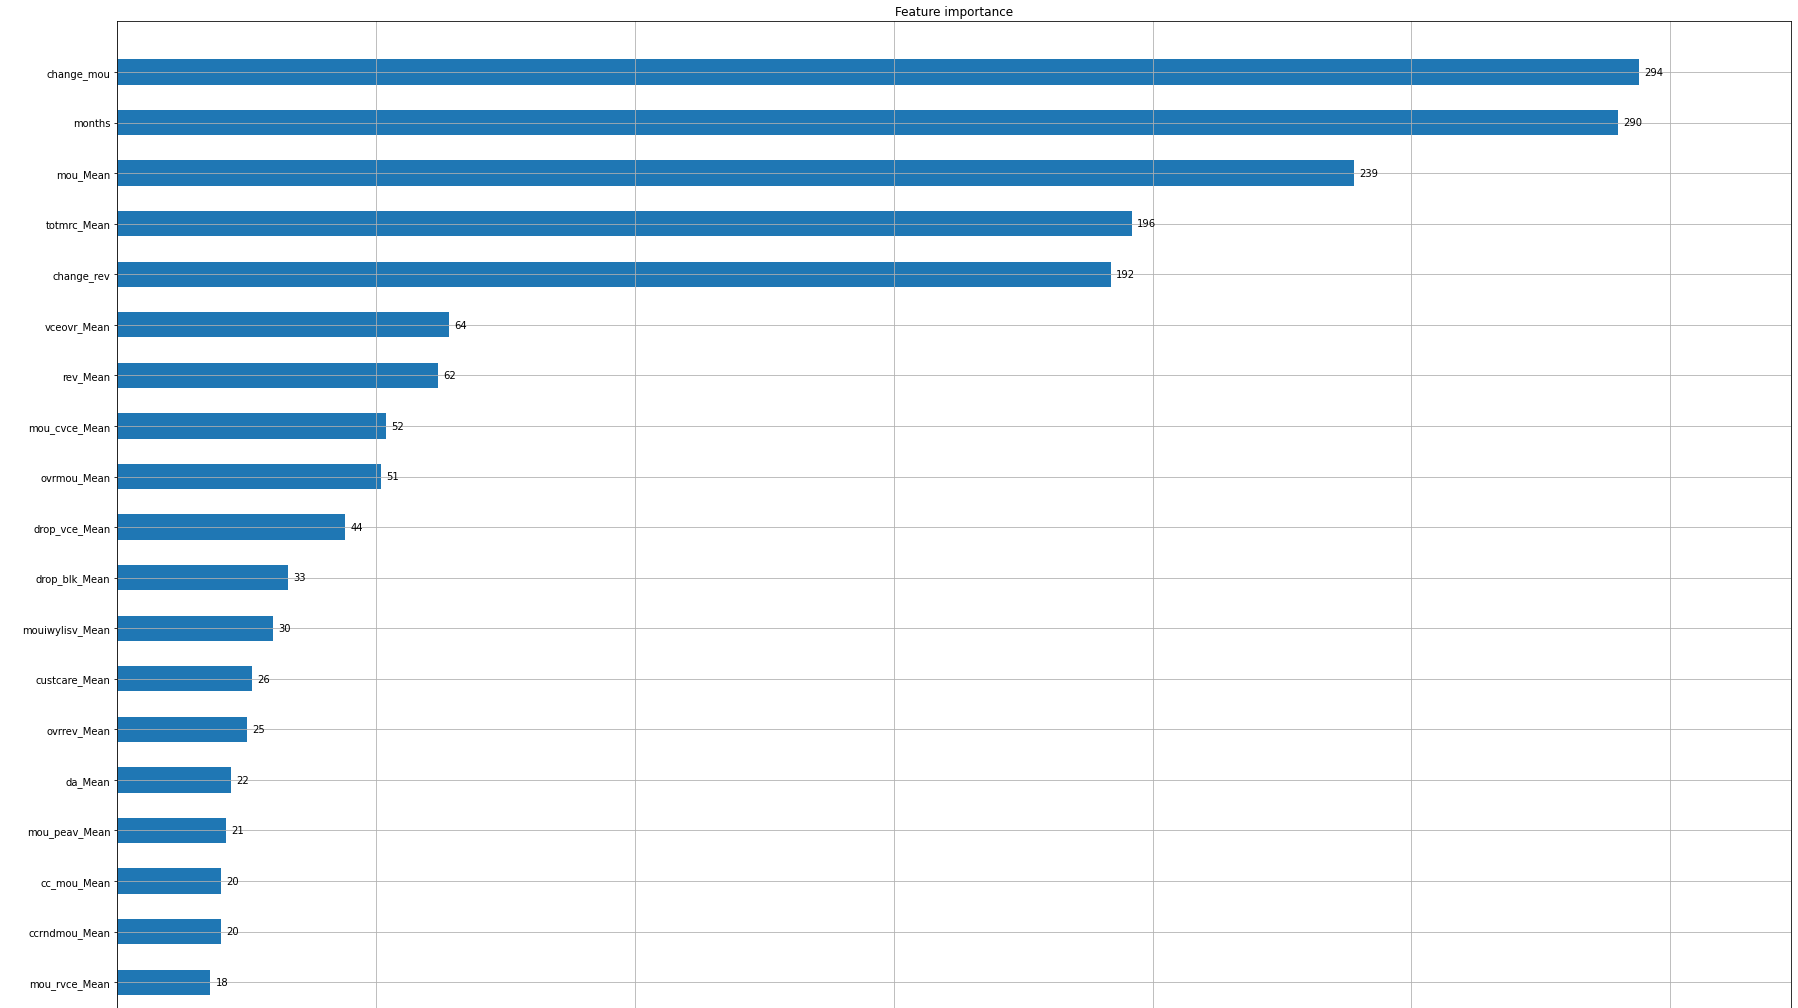 Feature importance
change_mou 294
months 290
mou_Mean 239
totmrc_Mean 196
change_rev 192
vceovr_Mean 64
rev_Mean 62
mou_cvce_Mean 52
ovrmou_Mean 51
drop_vce_Mean 44
drop_blk_Mean 33
mouiwylisv_Mean 30
custcare_Mean 26
ovrrev_Mean 25
da_Mean 22
mou_peav_Mean 21
cc_mou_Mean 20
ccrndmou_Mean 20
mou_rvce_Mean 18